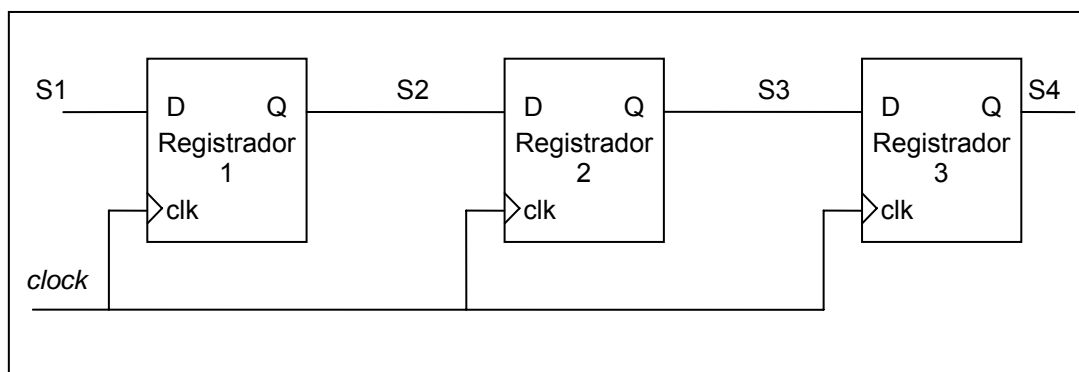 S1 S2 S3 S4
D Q D Q D Q
Registrador Registrador Registrador
1 2 3
clk clk clk
clock